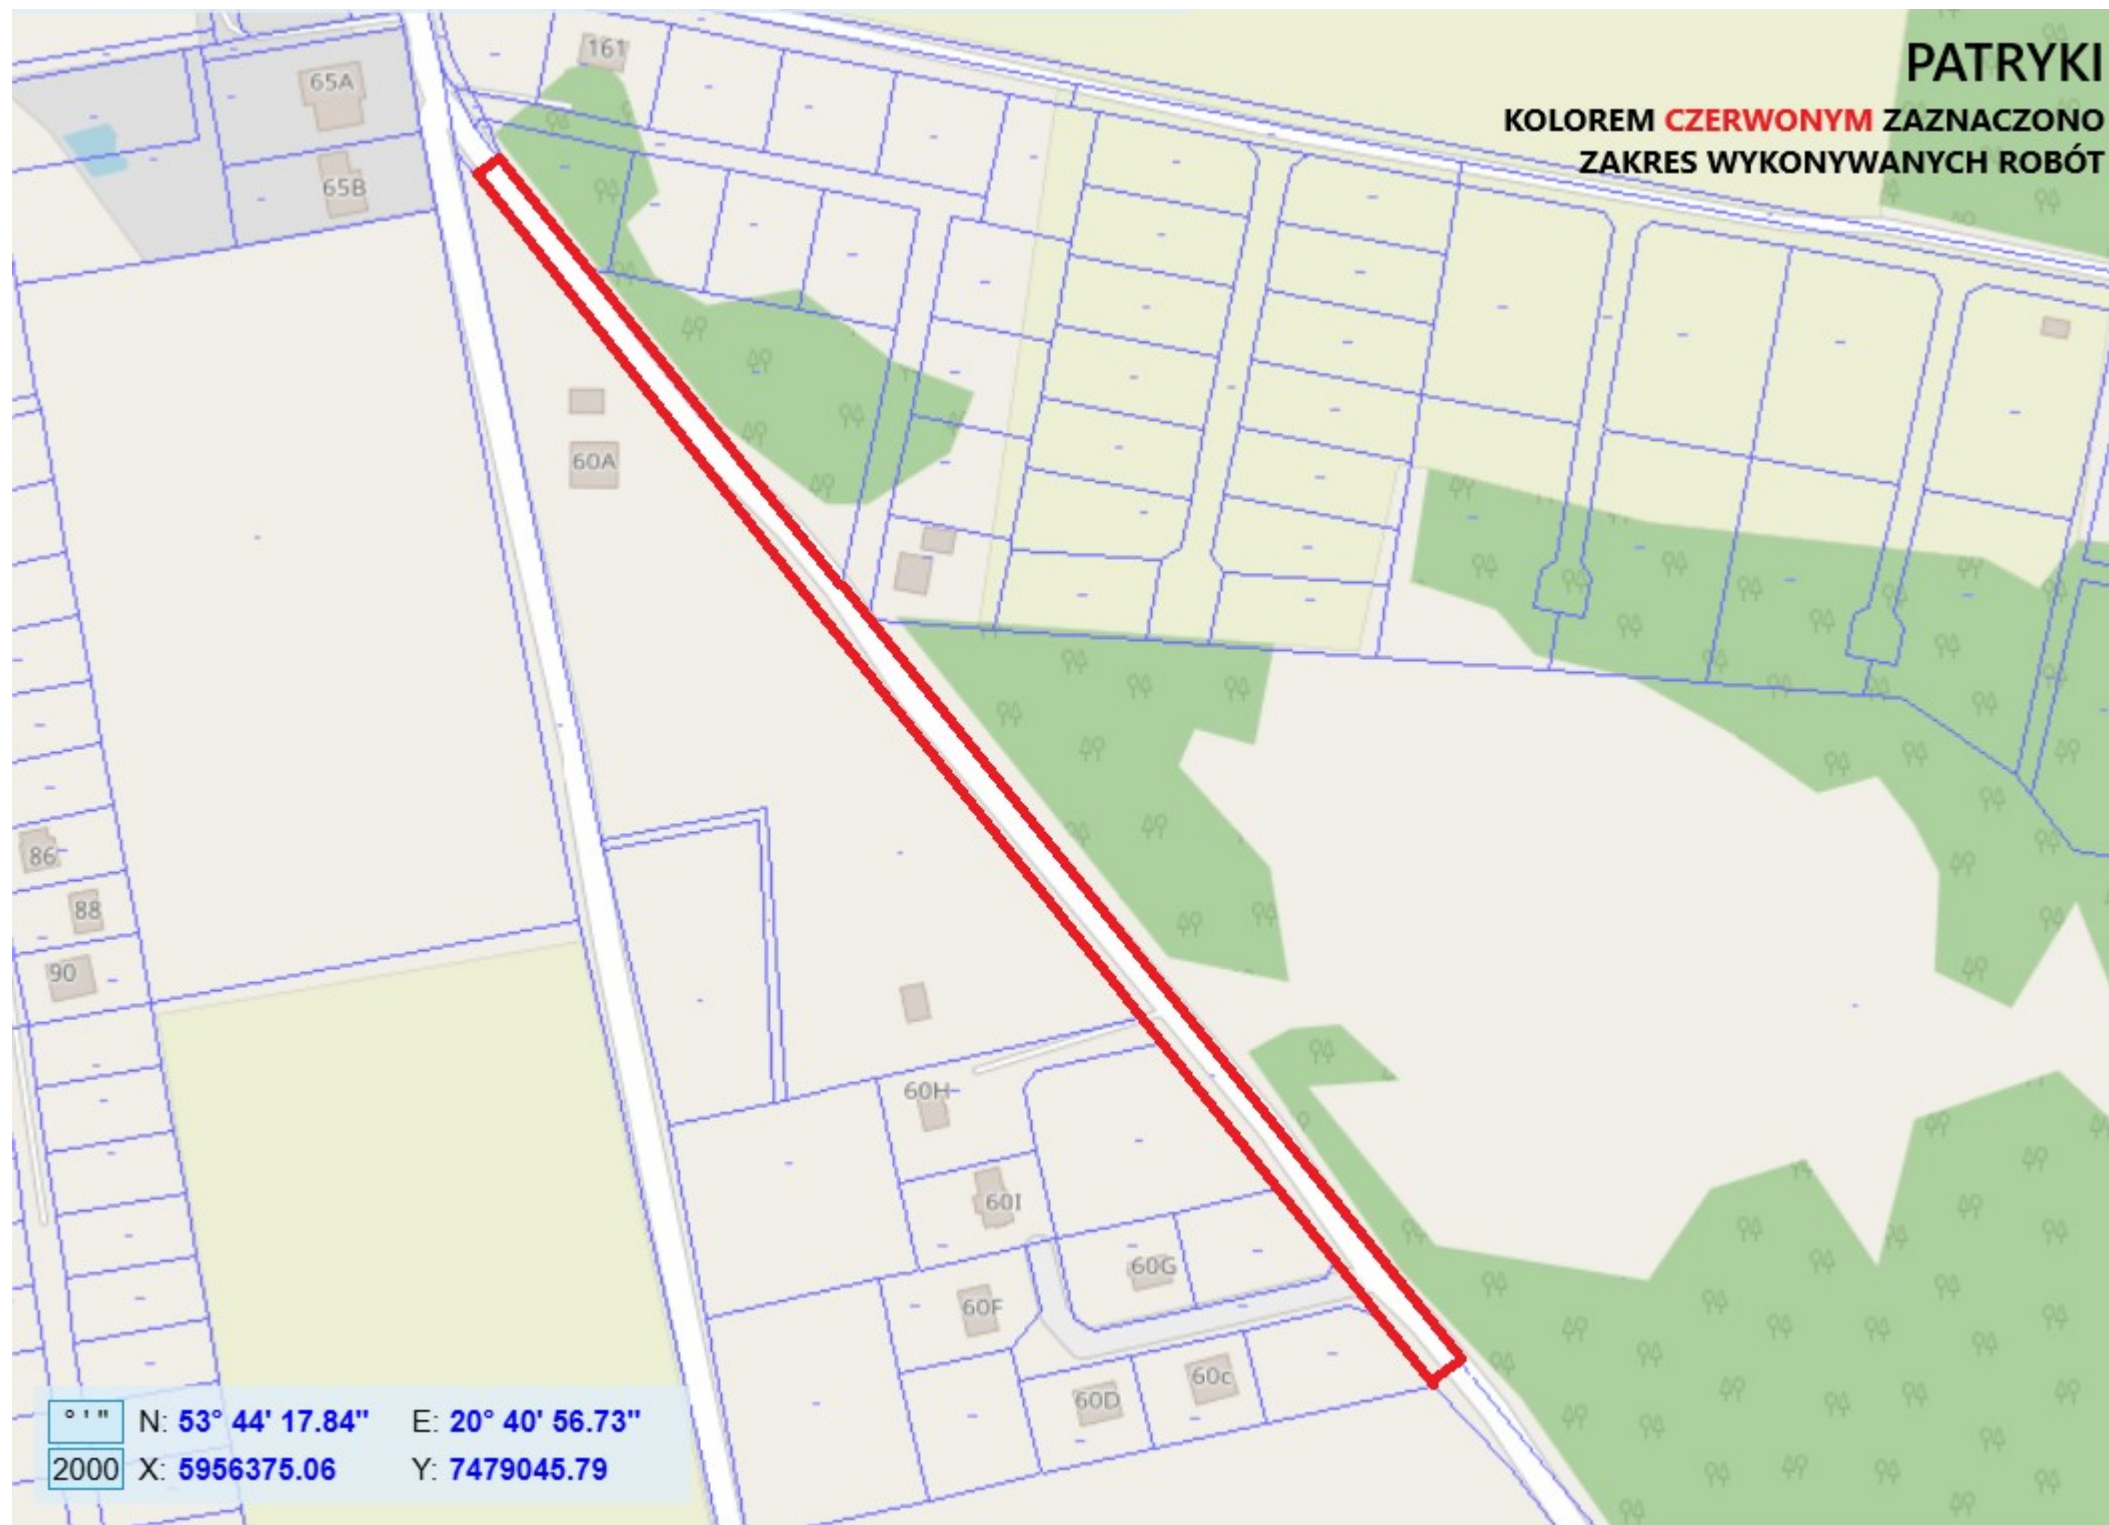 PATRYKI
KOLOREM CZERWONYM ZAZNACZONO
ZAKRES WYKONYWANYCH ROBÓT
161
65A
65B
60A
86
88
90
60H
60I
60G
60F
60c
60D
° ' " N: 53° 44' 17.84" E: 20° 40' 56.73"
2000 X: 5956375.06 Y: 7479045.79